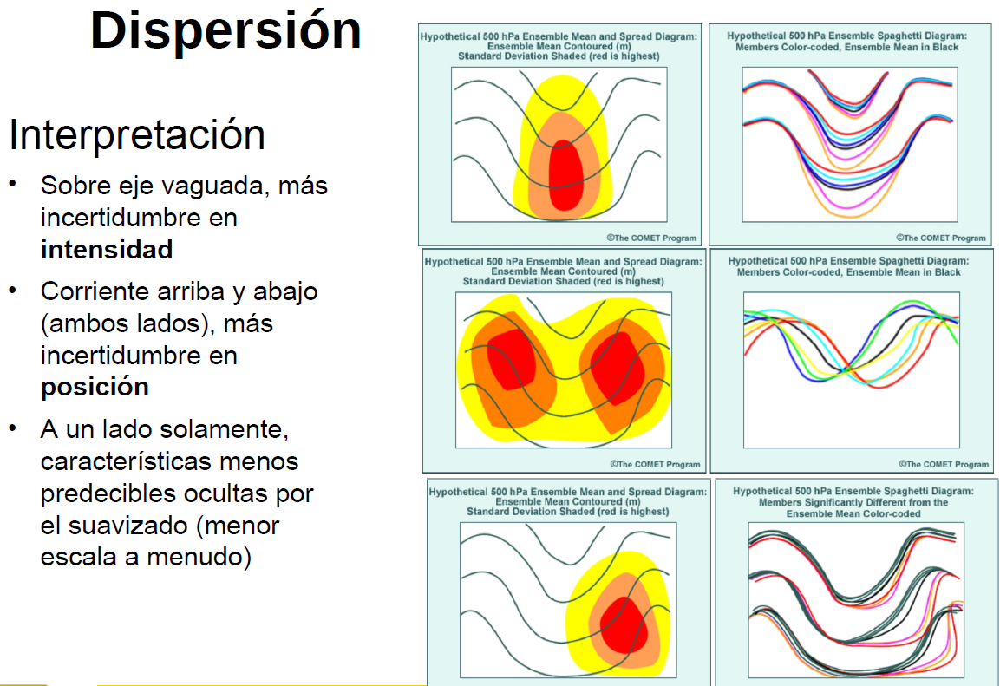 Dispersión
Interpretación
• Sobre eje vaguada, más
incertidumbre en
intensidad
• Corriente arriba y abajo
(ambos lados), más
incertidumbre en
posición
• A un lado solamente,
características menos
predecibles ocultas por
el suavizado (menor
escala a menudo)
Hypothetical 500 hPa Ensemble Mean and Spread Diagram:
Ensemble Mean Contoured (m)
Standard Deviation Shaded (red is highest)
©The COMET Program
Hypothetical 500 hPa Ensemble Spaghetti Diagram:
Members Color-coded, Ensemble Mean in Black
©The COMET Program
Hypothetical 500 hPa Ensemble Mean and Spread Diagram:
Ensemble Mean Contoured (m)
Standard Deviation Shaded (red is highest)
©The COMET Program
Hypothetical 500 hPa Ensemble Spaghetti Diagram:
Members Color-coded, Ensemble Mean in Black
©The COMET Program
Hypothetical 500 hPa Ensemble Mean and Spread Diagram:
Ensemble Mean Contoured (m)
Standard Deviation Shaded (red is highest)
Hypothetical 500 hPa Ensemble Spaghetti Diagram:
Members Significantly Different from the
Ensemble Mean Color-coded